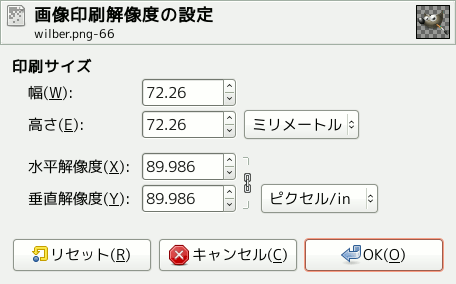 画像印刷解像度の設定
wilber.png-66
印刷サイズ
幅(W): 72.26
高さ(E): 72.26 ミリメートル
水平解像度(X): 89.986
垂直解像度(Y): 89.986 ピクセル/in
リセット(R) キャンセル(C) OK(O)